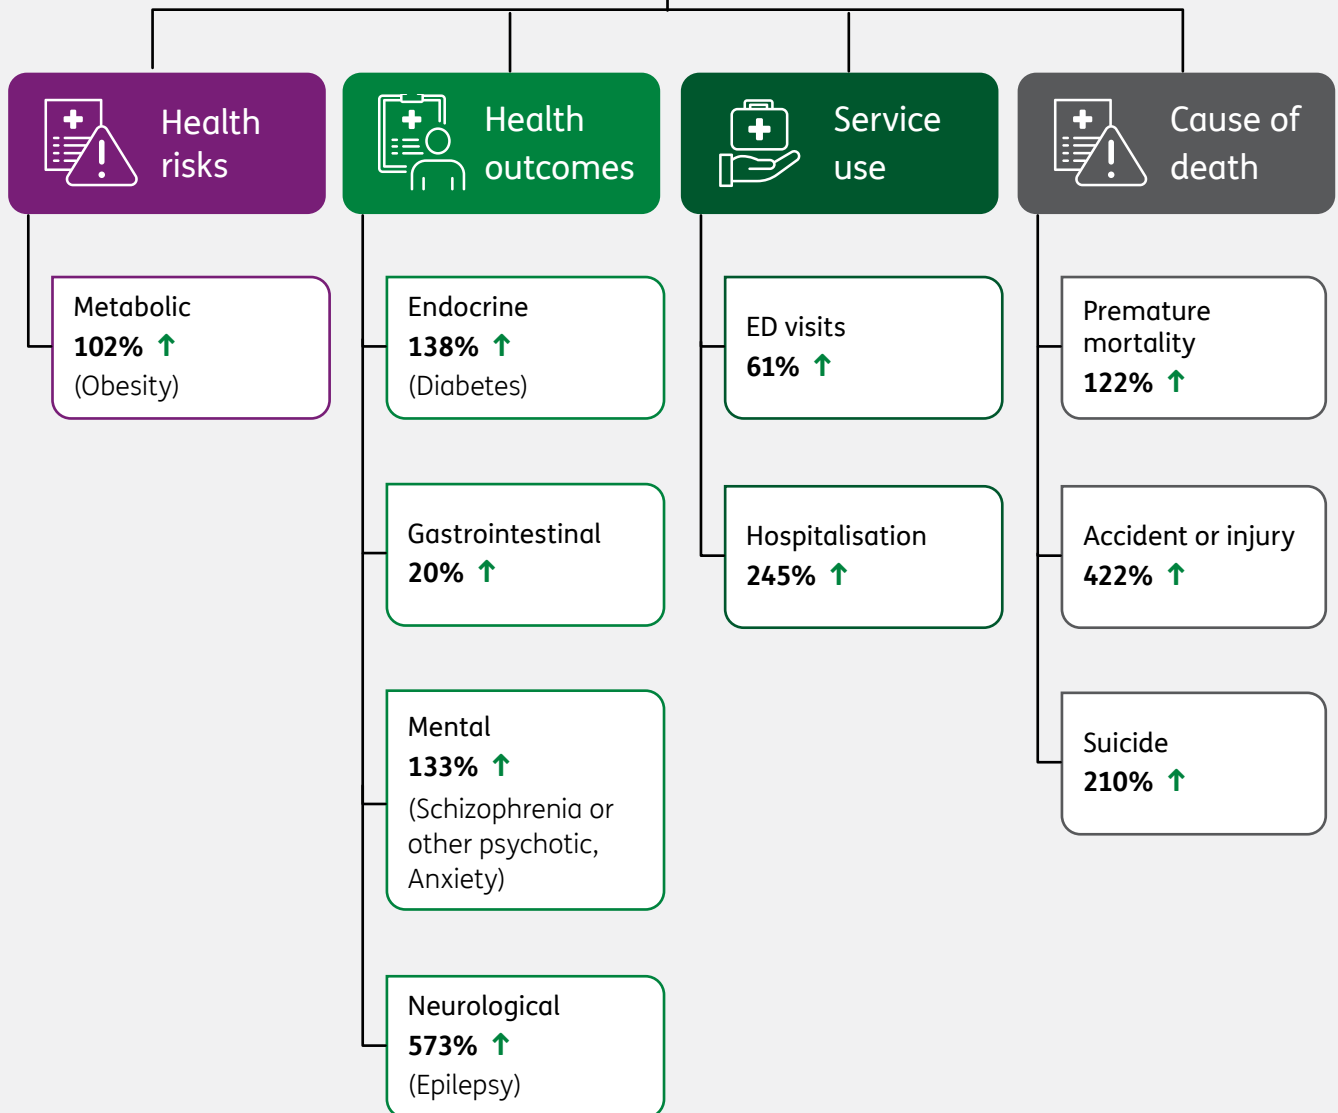 Health
risks
Metabolic
102% ↑
(Obesity)
Health
outcomes
Endocrine
138% ↑
(Diabetes)
Gastrointestinal
20% ↑
Mental
133% ↑
(Schizophrenia or
other psychotic,
Anxiety)
Neurological
573% ↑
(Epilepsy)
Service
use
ED visits
61% ↑
Hospitalisation
245% ↑
Cause of
death
Premature
mortality
122% ↑
Accident or injury
422% ↑
Suicide
210% ↑